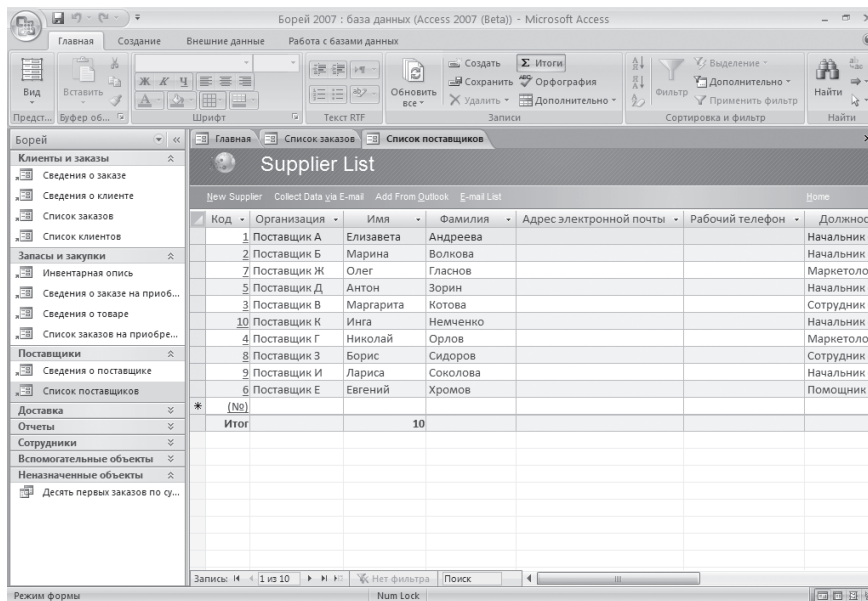 Борей 2007 : база данных (Access 2007 (Beta)) - Microsoft Access
Главная Создание Внешние данные Работа с базами данных
Вид
Вставить
Ж К Ч
Обновить все
Создать
Сохранить
Удалить
Итоги
Орфография
Дополнительно
Фильтр
Выделение
Дополнительно
Применить фильтр
Найти
Предст... Буфер об... Шрифт Текст RTF Записи Сортировка и фильтр Найти
Борей
Клиенты и заказы
Сведения о заказе
Сведения о клиенте
Список заказов
Список клиентов
Запасы и закупки
Инвентарная опись
Сведения о заказе на приоб...
Сведения о товаре
Список заказов на приобре...
Поставщики
Сведения о поставщике
Список поставщиков
Доставка
Отчеты
Сотрудники
Вспомогательные объекты
Неназначенные объекты
Десять первых заказов по су...
Главная Список заказов Список поставщиков
Supplier List
New Supplier Collect Data via E-mail Add From Outlook E-mail List Home
Код Организация Имя Фамилия Адрес электронной почты Рабочий телефон Должнос
1 Поставщик А Елизавета Андреева Начальник
2 Поставщик Б Марина Волкова Начальник
7 Поставщик Ж Олег Гласнов Маркетоло
5 Поставщик Д Антон Зорин Начальник
3 Поставщик В Маргарита Котова Сотрудник
10 Поставщик К Инга Немченко Начальник
4 Поставщик Г Николай Орлов Маркетоло
8 Поставщик З Борис Сидоров Сотрудник
9 Поставщик И Лариса Соколова Начальник
6 Поставщик Е Евгений Хромов Помощник
(№)
Итог 10
Запись: 1 из 10 Нет фильтра Поиск
Режим формы Num Lock